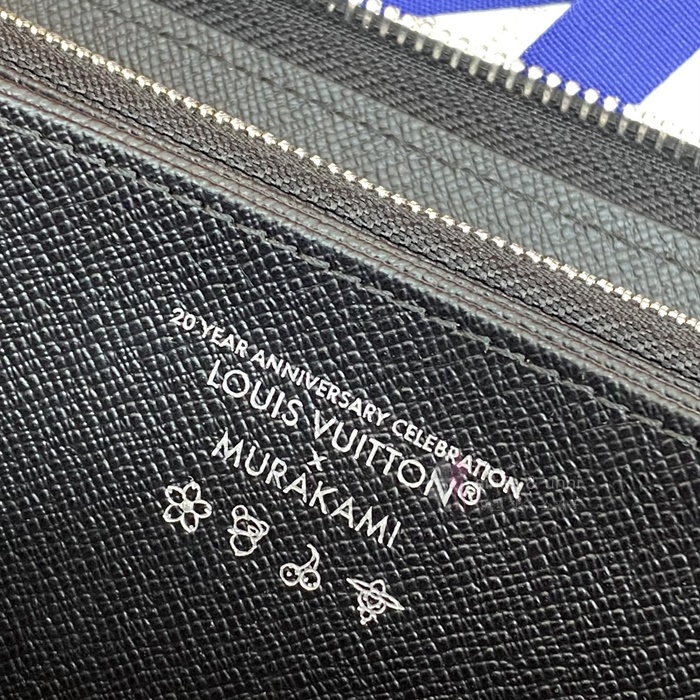 20 YEAR ANNIVERSARY CELEBRATION
LOUIS VUITTON®
×
MURAKAMI